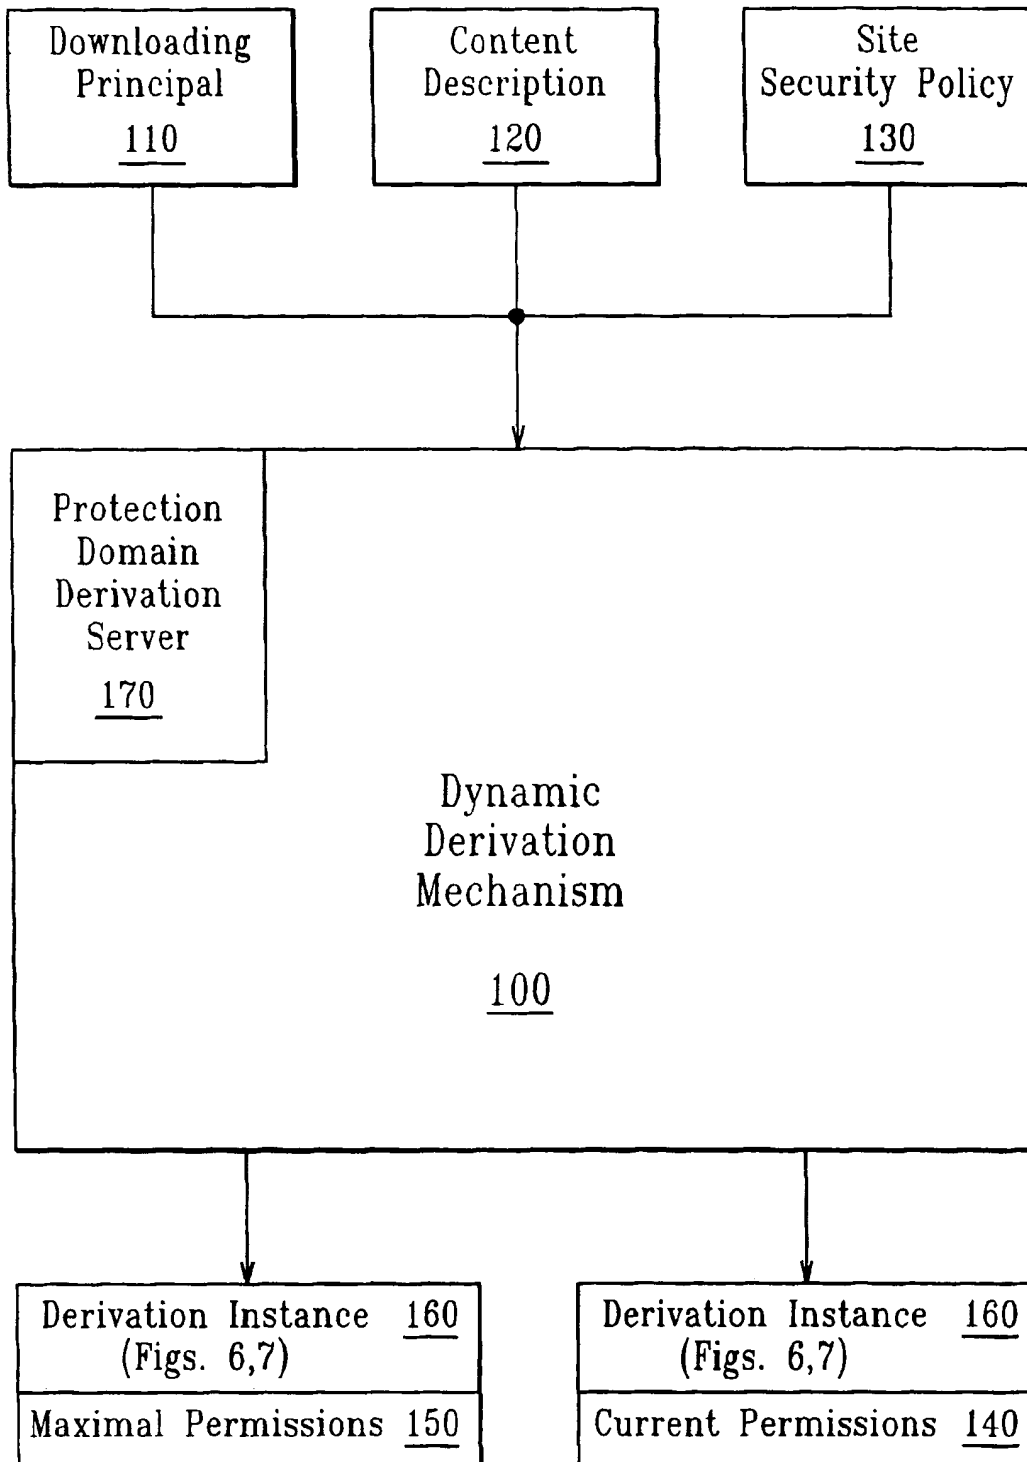 Downloading
Principal
110
Content
Description
120
Site
Security Policy
130
Protection
Domain
Derivation
Server
170
Dynamic
Derivation
Mechanism
100
Derivation Instance 160
(Figs. 6,7)
Maximal Permissions 150
Derivation Instance 160
(Figs. 6,7)
Current Permissions 140